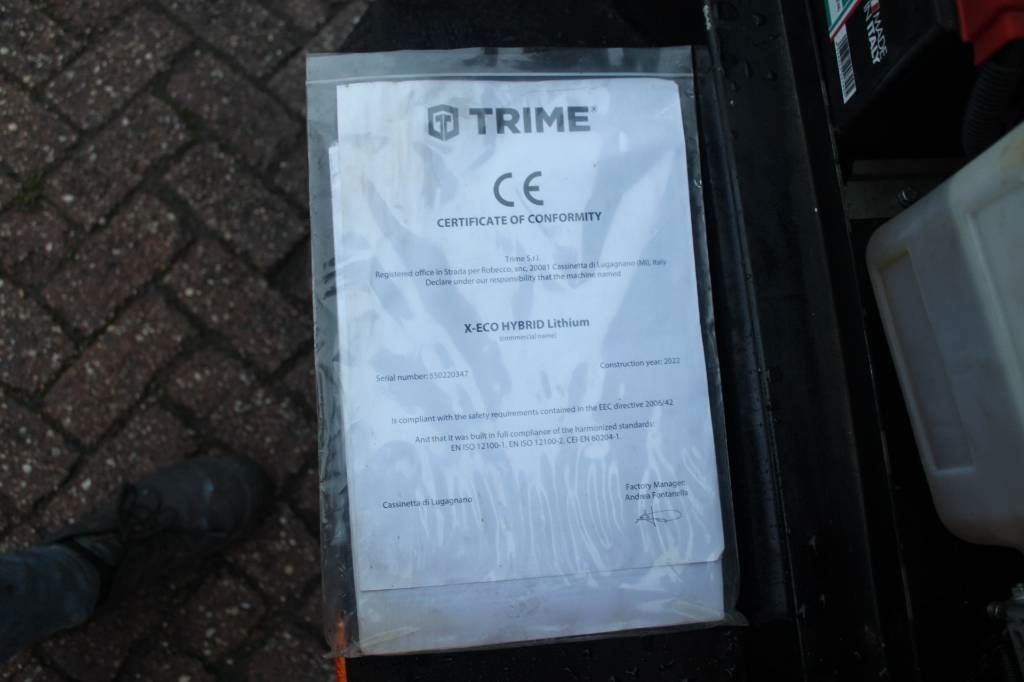 TRIME®
CE
CERTIFICATE OF CONFORMITY
Trime S.r.l.
Registered office in Strada per Robecco, snc, 20081 Cassinetta di Lugagnano (MI), Italy
Declare under our responsibility that the machine named
X-ECO HYBRID Lithium
(commercial name)
Serial number: 850220347
Construction year: 2022
Is compliant with the safety requirements contained in the EEC directive 2006/42
And that it was built in full compliance of the harmonized standards:
EN ISO 12100-1. EN ISO 12100-2. CEI EN 60204-1.
Cassinetta di Lugagnano
Factory Manager:
Andrea Fontanella
MADE
IN ITALY